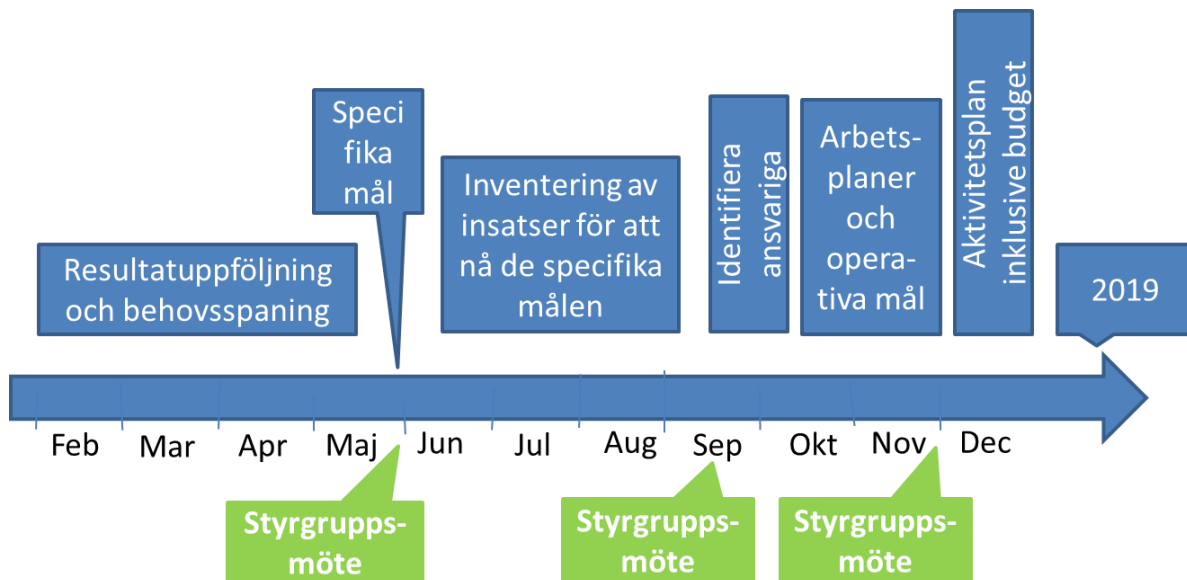 Resultatuppföljning
och behovsspaning
Speci
fika
mål
Inventering av
insatser för att
nå de specifika
målen
Identifiera
ansvariga
Arbets-
planer
och
opera-
tiva mål
Aktivitetsplan
inklusive budget
2019
Feb
Mar
Apr
Maj
Jun
Jul
Aug
Sep
Okt
Nov
Dec
Styrgrupps-
möte
Styrgrupps-
möte
Styrgrupps-
möte